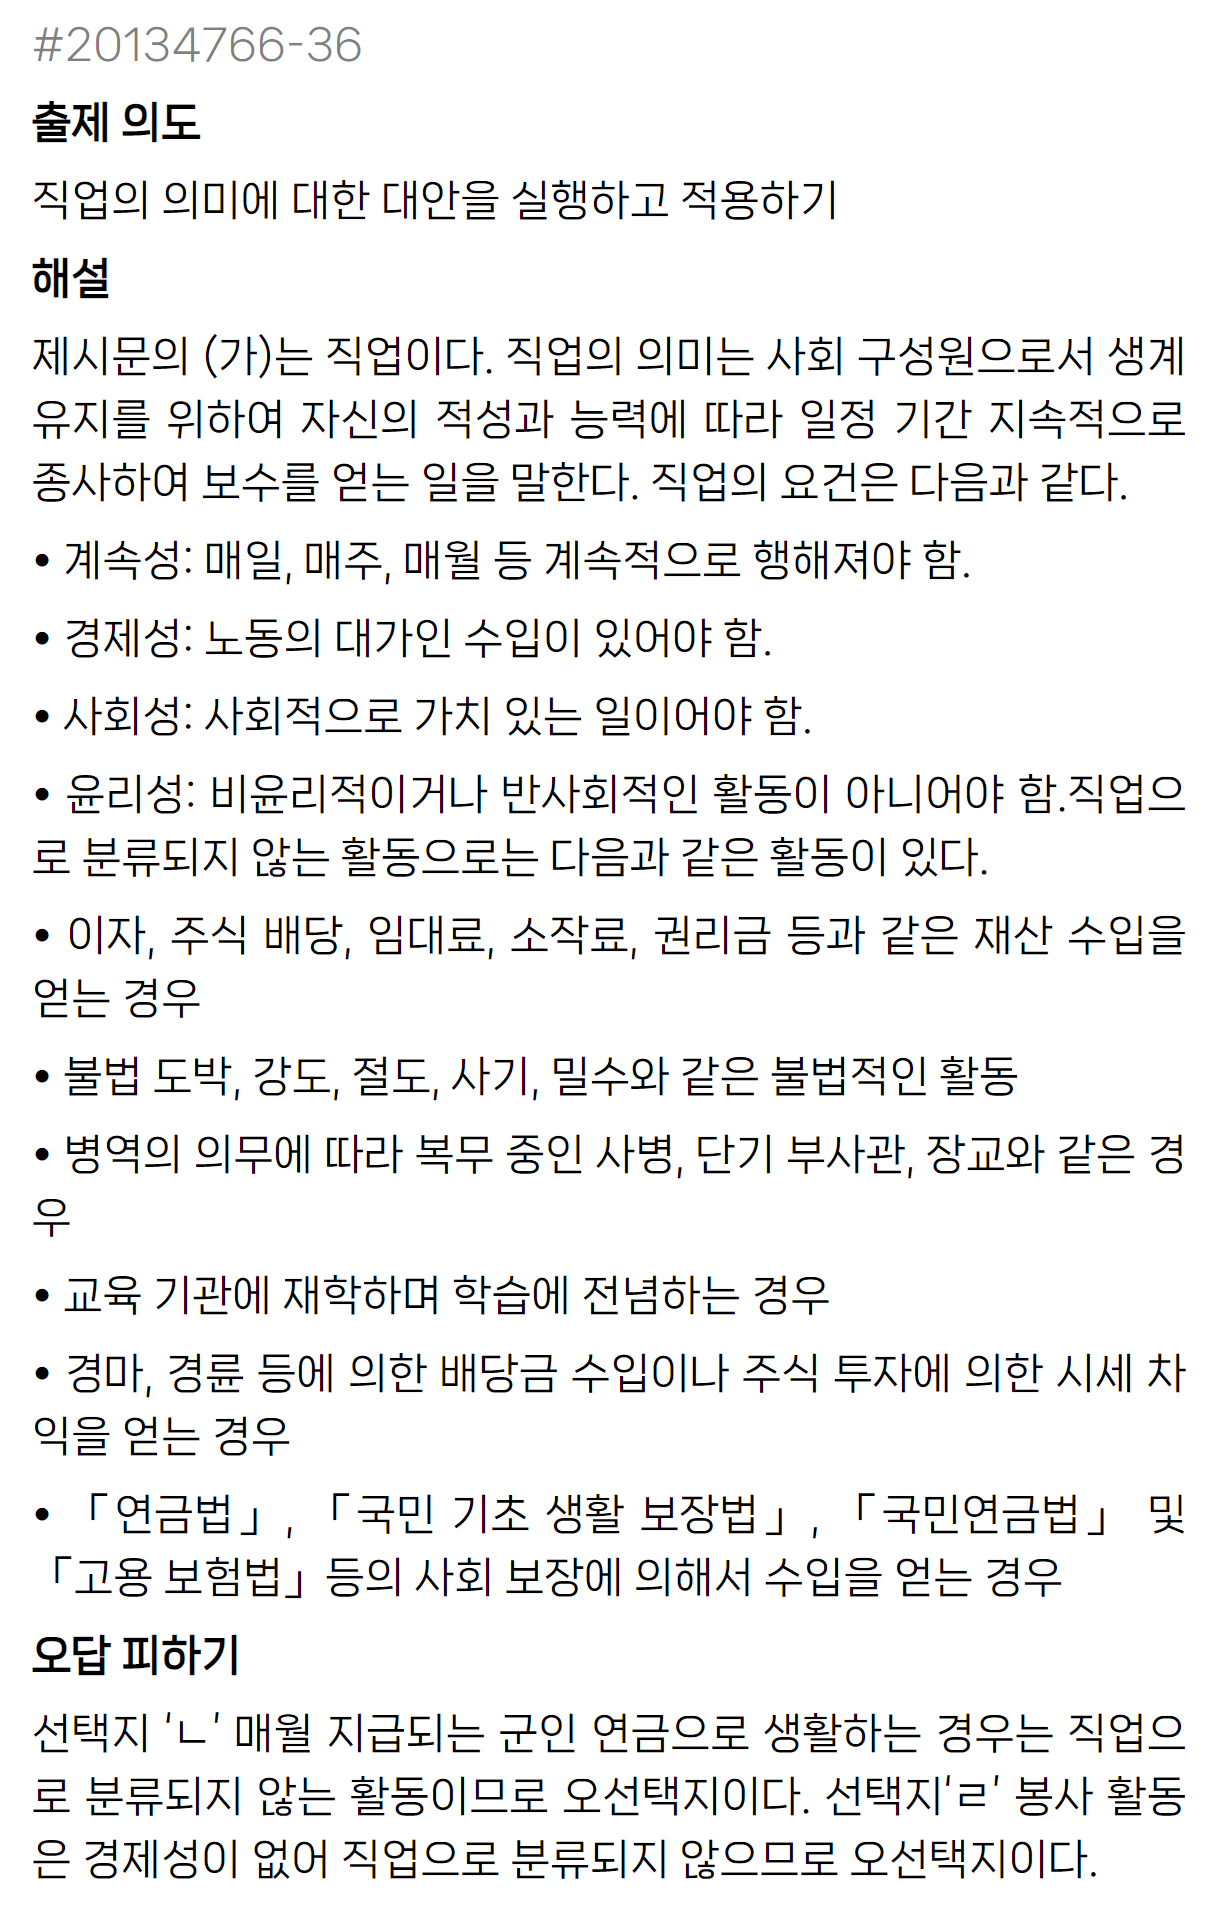 #20134766-36
출제 의도
직업의 의미에 대한 대안을 실행하고 적용하기
해설
제시문의 (가)는 직업이다. 직업의 의미는 사회 구성원으로서 생계
유지를 위하여 자신의 적성과 능력에 따라 일정 기간 지속적으로
종사하여 보수를 얻는 일을 말한다. 직업의 요건은 다음과 같다.
• 계속성: 매일, 매주, 매월 등 계속적으로 행해져야 함.
• 경제성: 노동의 대가인 수입이 있어야 함.
• 사회성: 사회적으로 가치 있는 일이어야 함.
• 윤리성: 비윤리적이거나 반사회적인 활동이 아니어야 함.직업으
로 분류되지 않는 활동으로는 다음과 같은 활동이 있다.
• 이자, 주식 배당, 임대료, 소작료, 권리금 등과 같은 재산 수입을
얻는 경우
• 불법 도박, 강도, 절도, 사기, 밀수와 같은 불법적인 활동
• 병역의 의무에 따라 복무 중인 사병, 단기 부사관, 장교와 같은 경
우
• 교육 기관에 재학하며 학습에 전념하는 경우
• 경마, 경륜 등에 의한 배당금 수입이나 주식 투자에 의한 시세 차
익을 얻는 경우
• 「연금법」, 「국민 기초 생활 보장법」, 「국민연금법」 및
「고용 보험법」등의 사회 보장에 의해서 수입을 얻는 경우
오답 피하기
선택지 ‘ㄴ’ 매월 지급되는 군인 연금으로 생활하는 경우는 직업으
로 분류되지 않는 활동이므로 오선택지이다. 선택지‘ㄹ’ 봉사 활동
은 경제성이 없어 직업으로 분류되지 않으므로 오선택지이다.